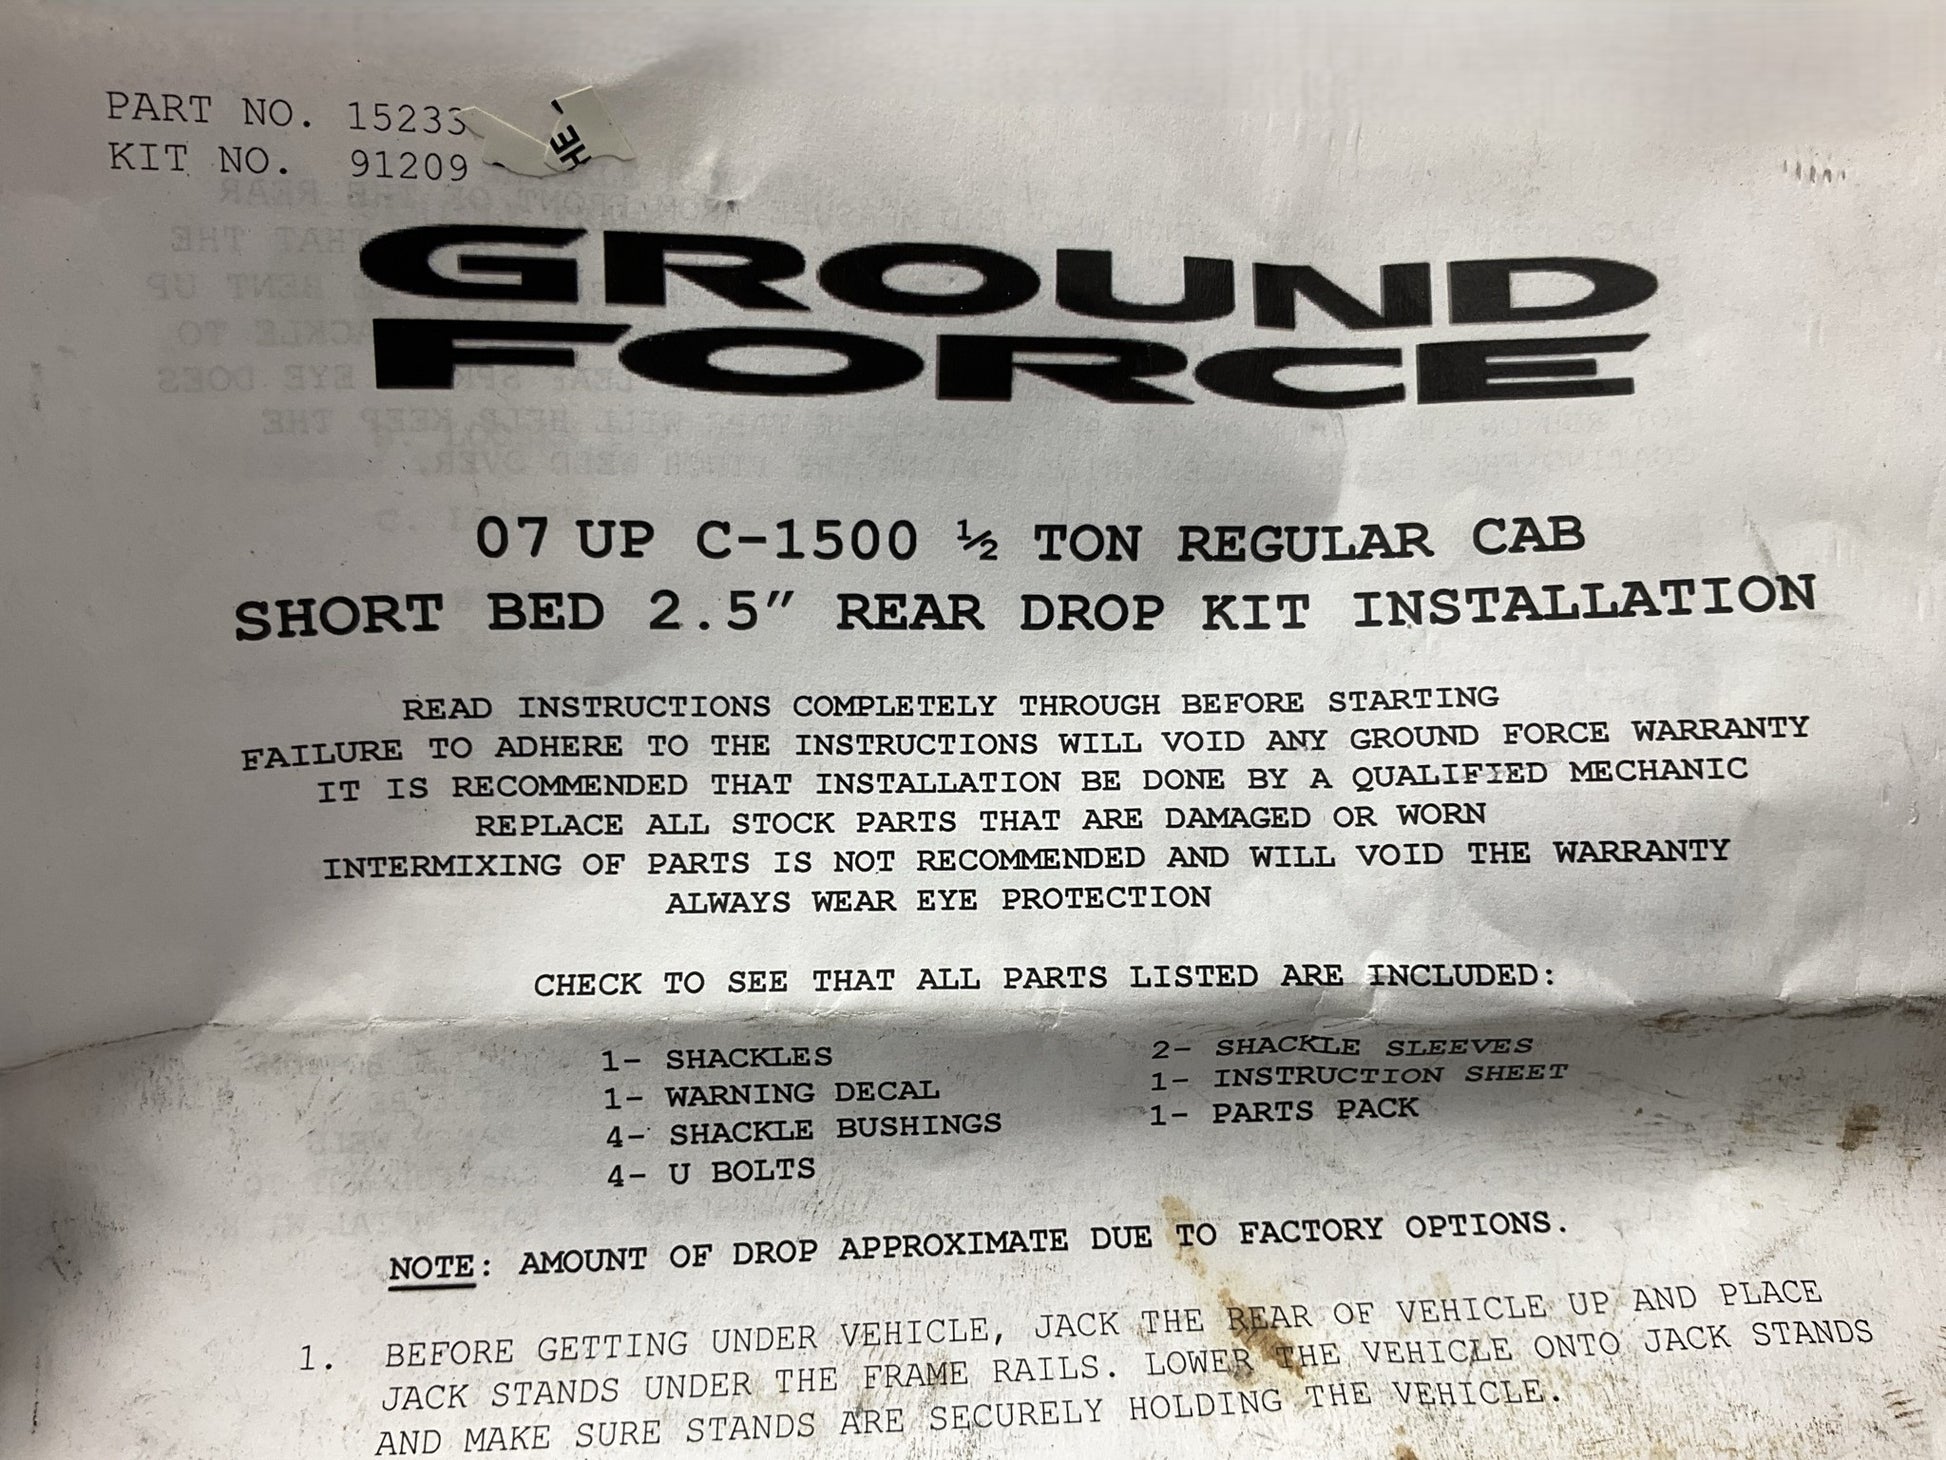 PART NO. 15233
KIT NO. 91209
HE
GROUND
FORCE
07 UP C-1500 ½ TON REGULAR CAB
SHORT BED 2.5" REAR DROP KIT INSTALLATION
READ INSTRUCTIONS COMPLETELY THROUGH BEFORE STARTING
FAILURE TO ADHERE TO THE INSTRUCTIONS WILL VOID ANY GROUND FORCE WARRANTY
IT IS RECOMMENDED THAT INSTALLATION BE DONE BY A QUALIFIED MECHANIC
REPLACE ALL STOCK PARTS THAT ARE DAMAGED OR WORN
INTERMIXING OF PARTS IS NOT RECOMMENDED AND WILL VOID THE WARRANTY
ALWAYS WEAR EYE PROTECTION
CHECK TO SEE THAT ALL PARTS LISTED ARE INCLUDED:
1- SHACKLES
1- WARNING DECAL
4- SHACKLE BUSHINGS
4- U BOLTS
2- SHACKLE SLEEVES
1- INSTRUCTION SHEET
1- PARTS PACK
NOTE: AMOUNT OF DROP APPROXIMATE DUE TO FACTORY OPTIONS.
1. BEFORE GETTING UNDER VEHICLE, JACK THE REAR OF VEHICLE UP AND PLACE
JACK STANDS UNDER THE FRAME RAILS. LOWER THE VEHICLE ONTO JACK STANDS
AND MAKE SURE STANDS ARE SECURELY HOLDING THE VEHICLE.